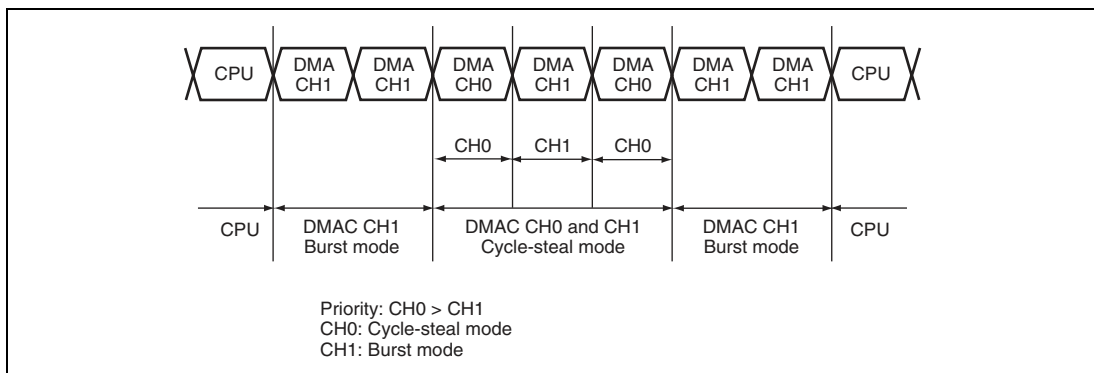 CPU
DMA
CH1
DMA
CH1
DMA
CH0
DMA
CH1
DMA
CH0
DMA
CH1
DMA
CH1
CPU
CH0
CH1
CH0
CPU
DMAC CH1
Burst mode
DMAC CH0 and CH1
Cycle-steal mode
DMAC CH1
Burst mode
CPU
Priority: CH0 > CH1
CH0: Cycle-steal mode
CH1: Burst mode